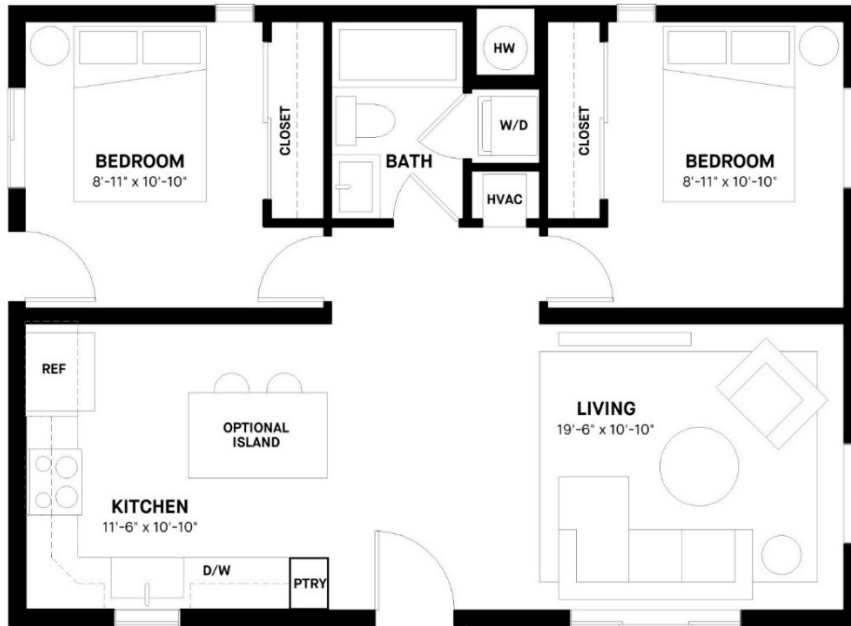 HW
CLOSET
W/D
CLOSET
BEDROOM
8'-11" x 10'-10"
BATH
BEDROOM
8'-11" x 10'-10"
HVAC
REF
OPTIONAL
ISLAND
LIVING
19'-6" x 10'-10"
KITCHEN
11'-6" x 10'-10"
D/W
PTRY